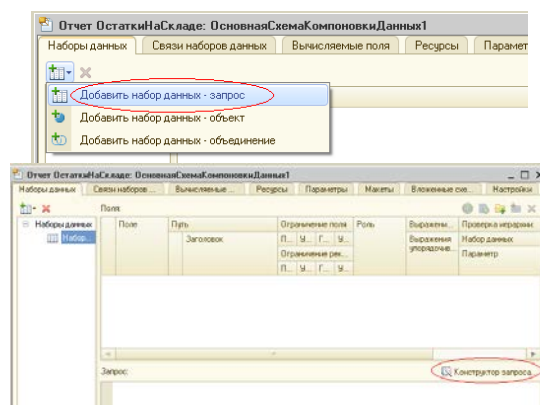 Отчет ОстаткиНаСкладе: ОсновнаяСхемаКомпоновкиДанных1
Наборы данных Связи наборов данных Вычисляемые поля Ресурсы Парамет
Добавить набор данных - запрос
Добавить набор данных - объект
Добавить набор данных - объединение
Отчет ОстаткиНаСкладе: ОсновнаяСхемаКомпоновкиДанных1
Наборы данных Связи наборов ... Вычисляемые ... Ресурсы Параметры Макеты Вложенные схе... Настройки
Поля:
Наборы данных Поле Путь Ограничение поля Роль Выражени... Проверка иерархии:
Набор... Заголовок П... У... Г... У... Выражения упорядочив... Набор данных
Ограничение рек... Параметр
П... У... Г... У...
Запрос: Конструктор запроса...